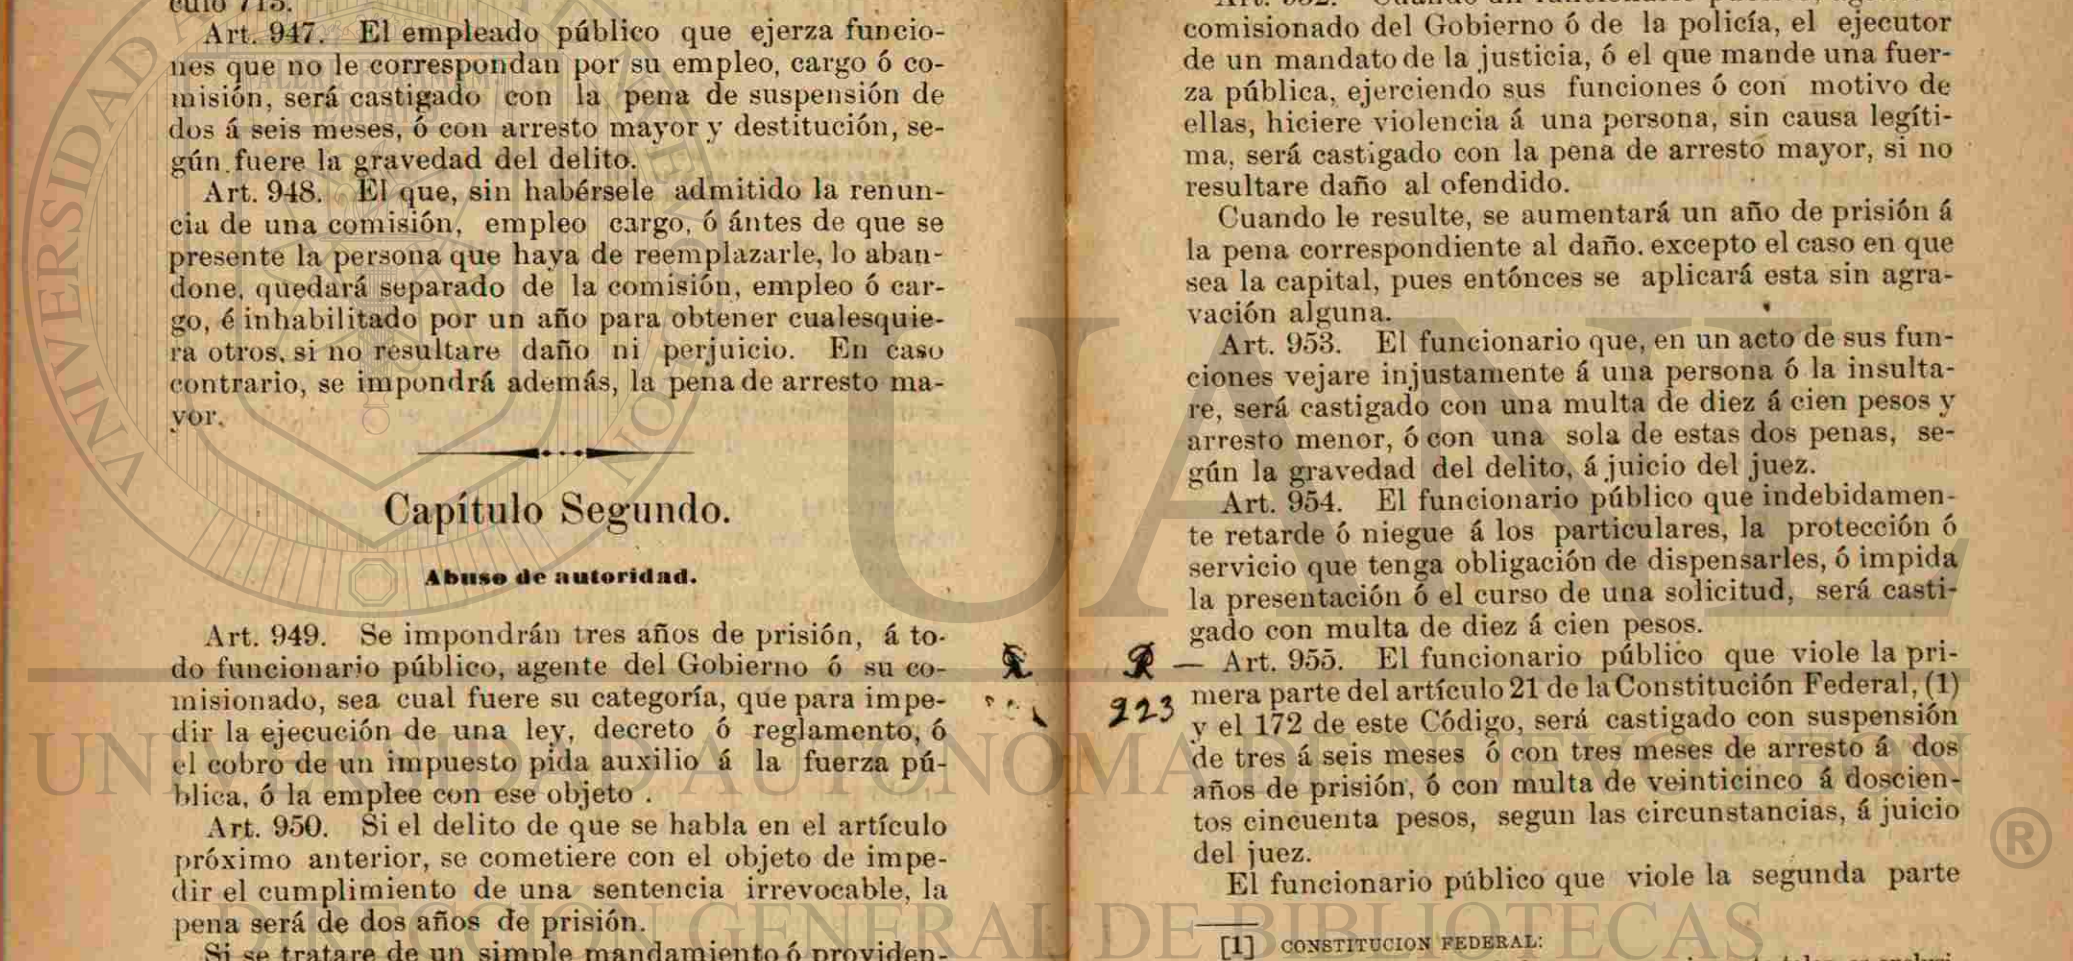 culo 715.
Art. 947. El empleado público que ejerza funcio-
nes que no le correspondan por su empleo, cargo ó co-
misión, será castigado con la pena de suspensión de
dos á seis meses, ó con arresto mayor y destitución, se-
gún fuere la gravedad del delito.
Art. 948. El que, sin habérsele admitido la renun-
cia de una comisión, empleo cargo, ó ántes de que se
presente la persona que haya de reemplazarle, lo aban-
done, quedará separado de la comisión, empleo ó car-
go, é inhabilitado por un año para obtener cualesquie-
ra otros, si no resultare daño ni perjuicio. En caso
contrario, se impondrá además, la pena de arresto ma-
yor.
Capítulo Segundo.
Abuso de autoridad.
Art. 949. Se impondrán tres años de prisión, á to-
do funcionario público, agente del Gobierno ó su co-
misionado, sea cual fuere su categoría, que para impe-
dir la ejecución de una ley, decreto ó reglamento, ó
el cobro de un impuesto pida auxilio á la fuerza pú-
blica, ó la emplee con ese objeto .
Art. 950. Si el delito de que se habla en el artículo
próximo anterior, se cometiere con el objeto de impe-
dir el cumplimiento de una sentencia irrevocable, la
pena será de dos años de prisión.
Si se tratare de un simple mandamiento ó providen-
comisionado del Gobierno ó de la policía, el ejecutor
de un mandato de la justicia, ó el que mande una fuer-
za pública, ejerciendo sus funciones ó con motivo de
ellas, hiciere violencia á una persona, sin causa legíti-
ma, será castigado con la pena de arresto mayor, si no
resultare daño al ofendido.
Cuando le resulte, se aumentará un año de prisión á
la pena correspondiente al daño. excepto el caso en que
sea la capital, pues entónces se aplicará esta sin agra-
vación alguna.
Art. 953. El funcionario que, en un acto de sus fun-
ciones vejare injustamente á una persona ó la insulta-
re, será castigado con una multa de diez á cien pesos y
arresto menor, ó con una sola de estas dos penas, se-
gún la gravedad del delito, á juicio del juez.
Art. 954. El funcionario público que indebidamen-
te retarde ó niegue á los particulares, la protección ó
servicio que tenga obligación de dispensarles, ó impida
la presentación ó el curso de una solicitud, será casti-
gado con multa de diez á cien pesos.
— Art. 955. El funcionario público que viole la pri-
223 mera parte del artículo 21 de la Constitución Federal, (1)
y el 172 de este Código, será castigado con suspensión
de tres á seis meses ó con tres meses de arresto á dos
años de prisión, ó con multa de veinticinco á doscien-
tos cincuenta pesos, segun las circunstancias, á juicio
del juez.
El funcionario público que viole la segunda parte
[1] CONSTITUCION FEDERAL:
UANL
UNIVERSIDAD AUTÓNOMA DE NUEVO LEÓN
®
DIRECCIÓN GENERAL DE BIBLIOTECAS